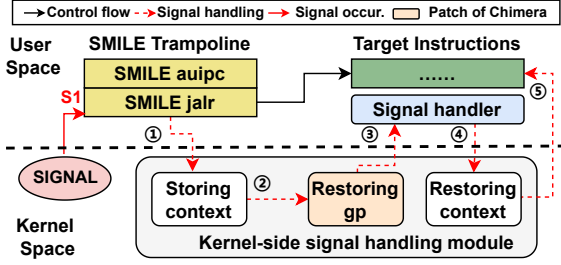 Control flow Signal handling Signal occur. Patch of Chimera
User Space
SMILE Trampoline
Target Instructions
SMILE auipc
SMILE jalr
......
Signal handler
S1
①
②
③
④
⑤
SIGNAL
Storing context
Restoring gp
Restoring context
Kernel Space
Kernel-side signal handling module